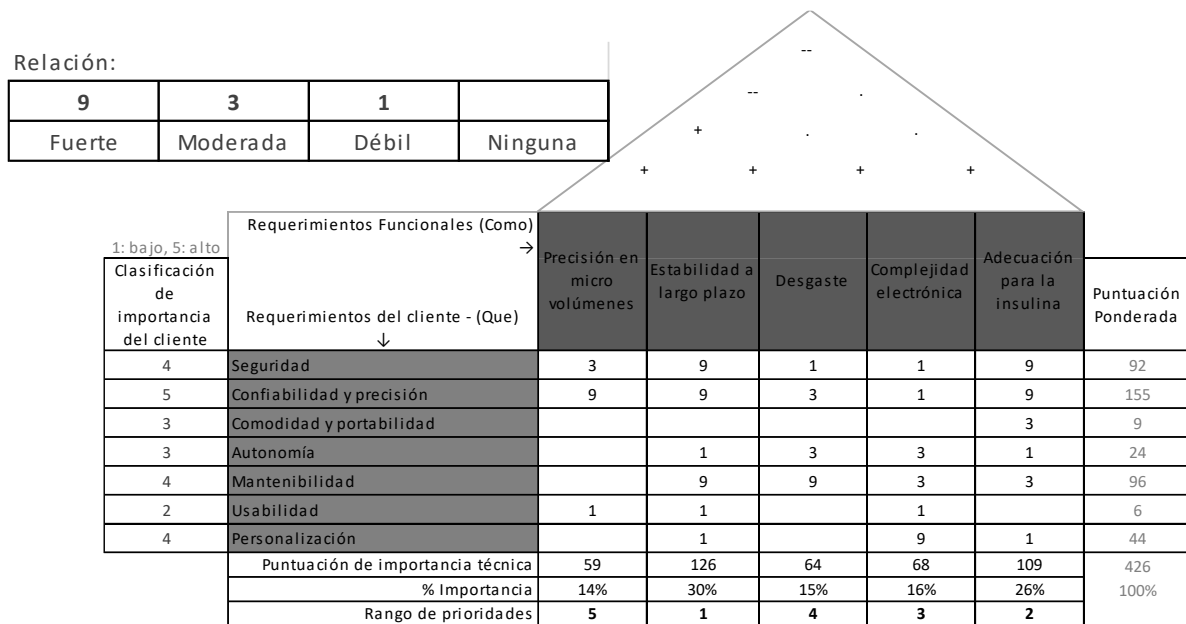 Relación:
9 3 1
Fuerte Moderada Débil Ninguna
--
-- .
+ . .
+ + + +
Requerimientos Funcionales (Como)
→
1: bajo, 5: alto
Clasificación
de
importancia
del cliente
Requerimientos del cliente - (Que)
↓
Precisión en
micro
volúmenes
Estabilidad a
largo plazo
Desgaste
Complejidad
electrónica
Adecuación
para la
insulina
Puntuación
Ponderada
4 Seguridad 3 9 1 1 9 92
5 Confiabilidad y precisión 9 9 3 1 9 155
3 Comodidad y portabilidad 3 9
3 Autonomía 1 3 3 1 24
4 Mantenibilidad 9 9 3 3 96
2 Usabilidad 1 1 1 6
4 Personalización 1 9 1 44
Puntuación de importancia técnica 59 126 64 68 109 426
% Importancia 14% 30% 15% 16% 26% 100%
Rango de prioridades 5 1 4 3 2